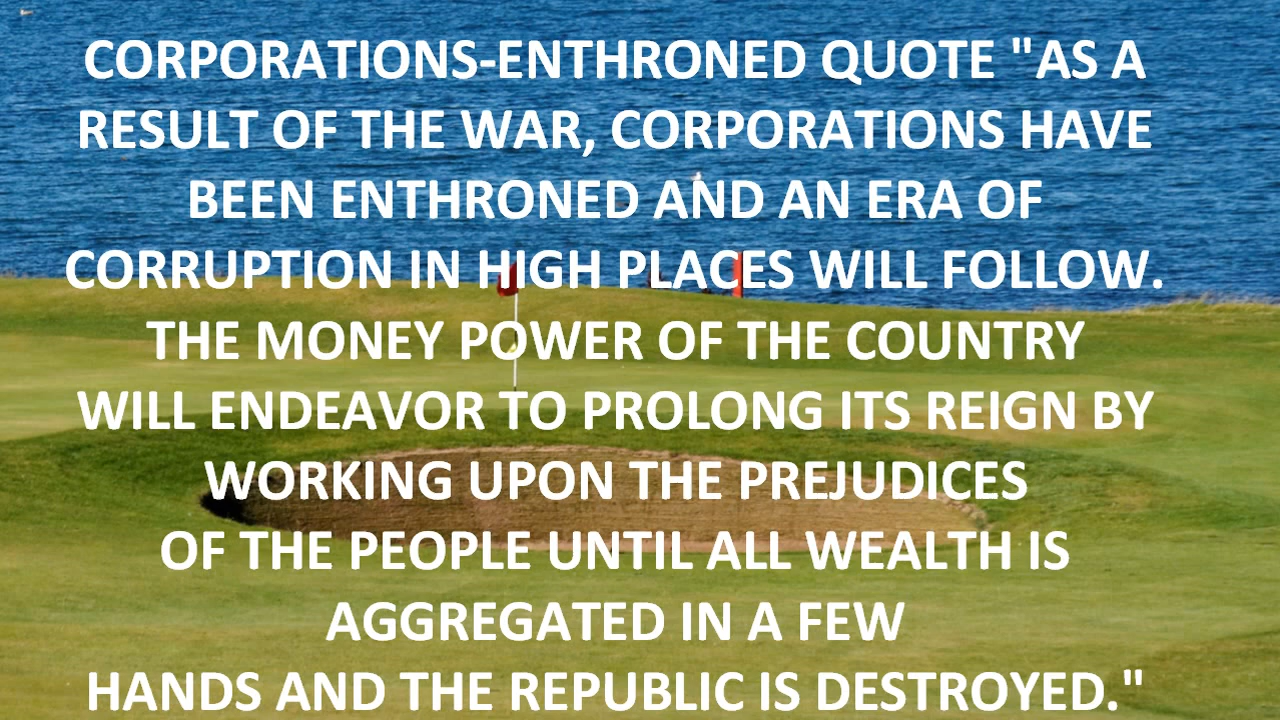 CORPORATIONS-ENTHRONED QUOTE "AS A
RESULT OF THE WAR, CORPORATIONS HAVE
BEEN ENTHRONED AND AN ERA OF
CORRUPTION IN HIGH PLACES WILL FOLLOW.
THE MONEY POWER OF THE COUNTRY
WILL ENDEAVOR TO PROLONG ITS REIGN BY
WORKING UPON THE PREJUDICES
OF THE PEOPLE UNTIL ALL WEALTH IS
AGGREGATED IN A FEW
HANDS AND THE REPUBLIC IS DESTROYED."